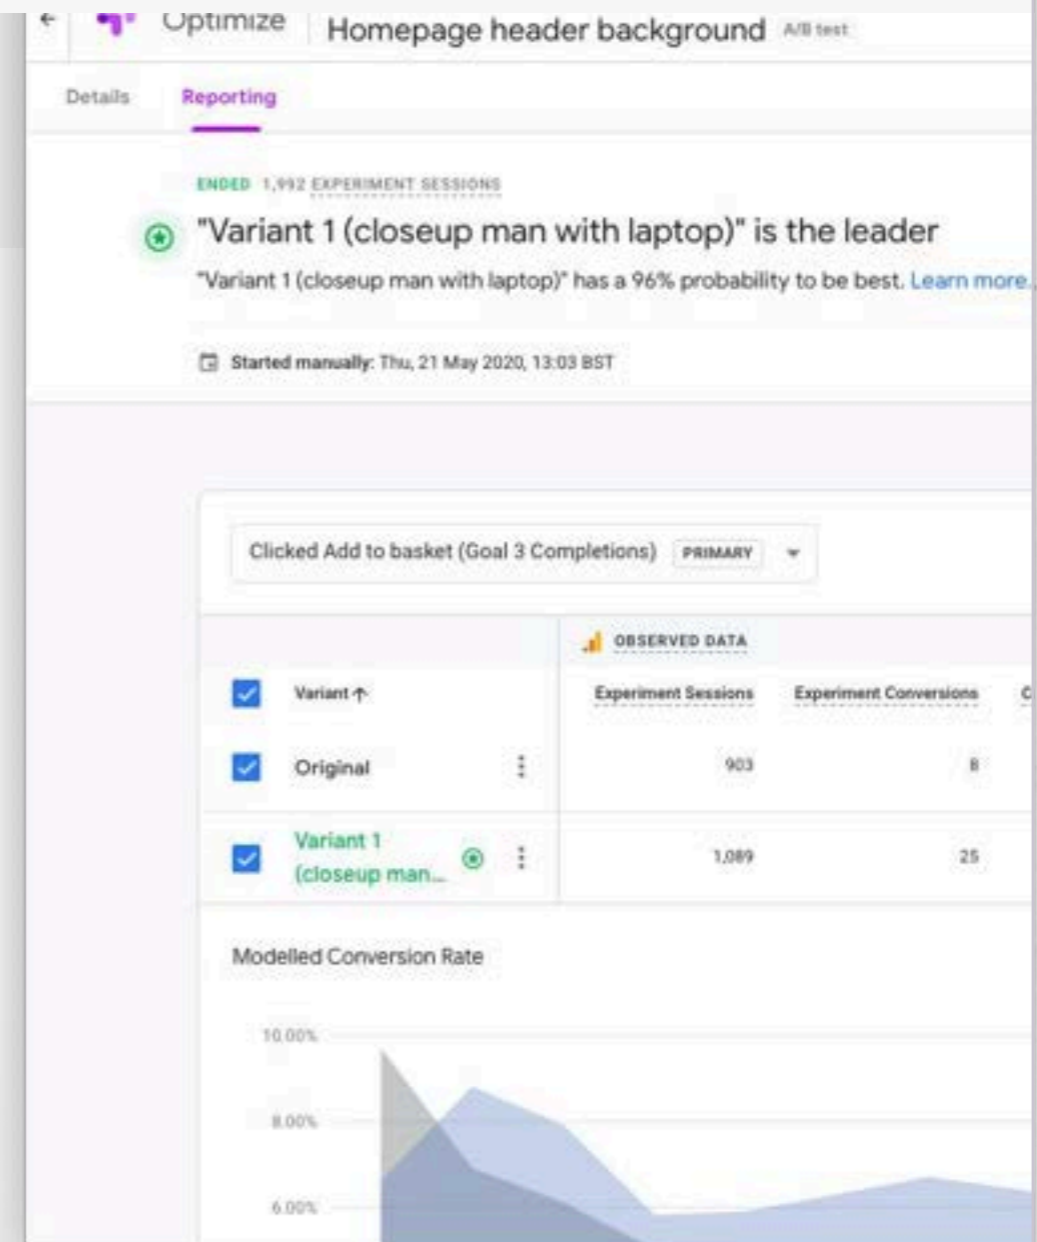 Optimize
Homepage header background A/B test
Details Reporting
ENDED 1,992 EXPERIMENT SESSIONS
"Variant 1 (closeup man with laptop)" is the leader
"Variant 1 (closeup man with laptop)" has a 96% probability to be best. Learn more.
Started manually: Thu, 21 May 2020, 13:03 BST
Clicked Add to basket (Goal 3 Completions) PRIMARY
OBSERVED DATA
Variant Experiment Sessions Experiment Conversions C
Original 903 8
Variant 1
(closeup man... 1,089 25
Modelled Conversion Rate
10.00%
8.00%
6.00%